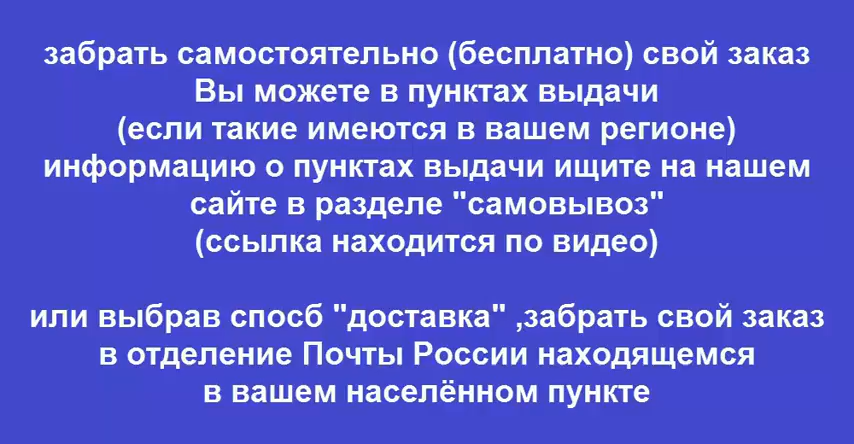 забрать самостоятельно (бесплатно) свой заказ
Вы можете в пунктах выдачи
(если такие имеются в вашем регионе)
информацию о пунктах выдачи ищите на нашем
сайте в разделе "самовывоз"
(ссылка находится по видео)
или выбрав спосб "доставка" ,забрать свой заказ
в отделение Почты России находящемся
в вашем населённом пункте